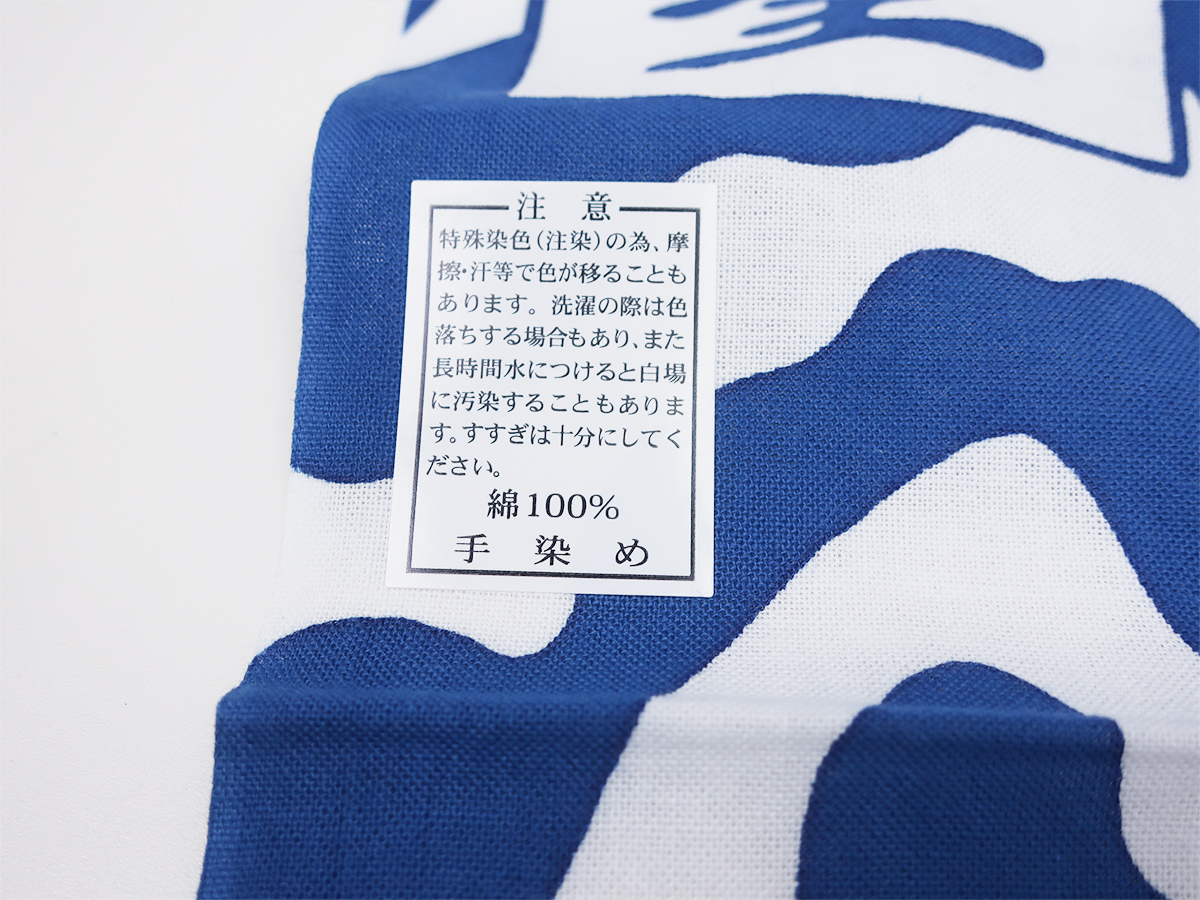 注意
特殊染色(注染)の為、摩
擦・汗等で色が移ることも
あります。洗濯の際は色
落ちする場合もあり、また
長時間水につけると白場
に汚染することもありま
す。すすぎは十分にしてく
ださい。
綿100%
手染め